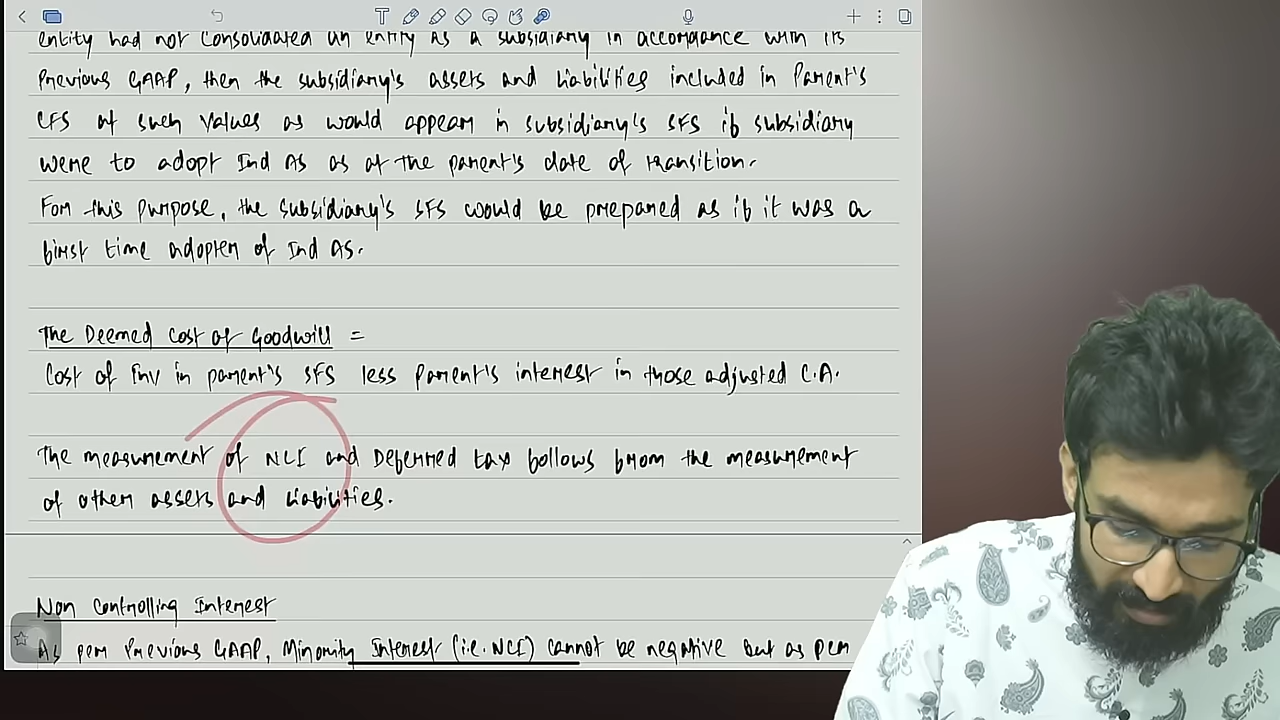 entity had not consolidated an entity as a subsidiary in accordance with its
Previous GAAP, then the subsidiary's assets and liabilities included in Parent's
CFS at such values as would appear in subsidiary's SFS if subsidiary
were to adopt Ind AS as at the parent's date of transition.
For this purpose, the subsidiary's SFS would be prepared as if it was a
first time adopter of Ind AS.
The Deemed cost of Goodwill =
Cost of Inv in parent's SFS less Parent's interest in those adjusted C.A.
The measurement of NCI and Deferred tax follows from the measurement
of other assets and liabilities.
Non Controlling Interest
As per Previous GAAP, Minority Interest (i.e. NCI) cannot be negative but as per
T